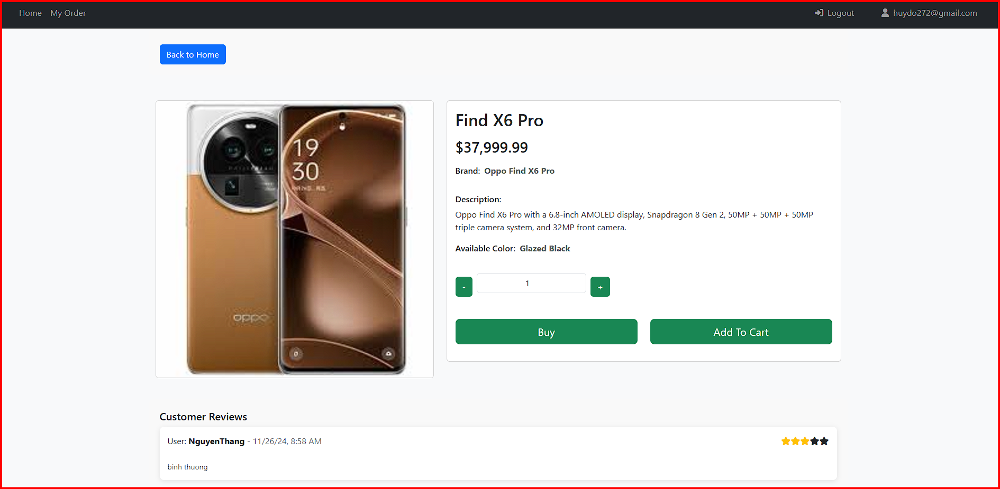 Home My Order Logout huydo272@gmail.com
Back to Home
19
30
oppo
Find X6 Pro
$37,999.99
Brand: Oppo Find X6 Pro
Description:
Oppo Find X6 Pro with a 6.8-inch AMOLED display, Snapdragon 8 Gen 2, 50MP + 50MP + 50MP
triple camera system, and 32MP front camera.
Available Color: Glazed Black
- 1 +
Buy Add To Cart
Customer Reviews
User: NguyenThang - 11/26/24, 8:58 AM
binh thuong